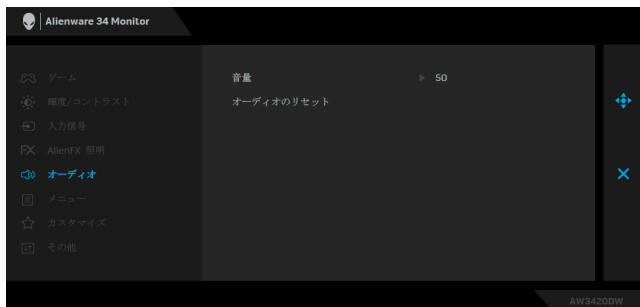 Alienware 34 Monitor
ゲーム
輝度/コントラスト
入力信号
AlienFX 照明
オーディオ
メニュー
カスタマイズ
その他
音量 50
オーディオのリセット
AW3420DW